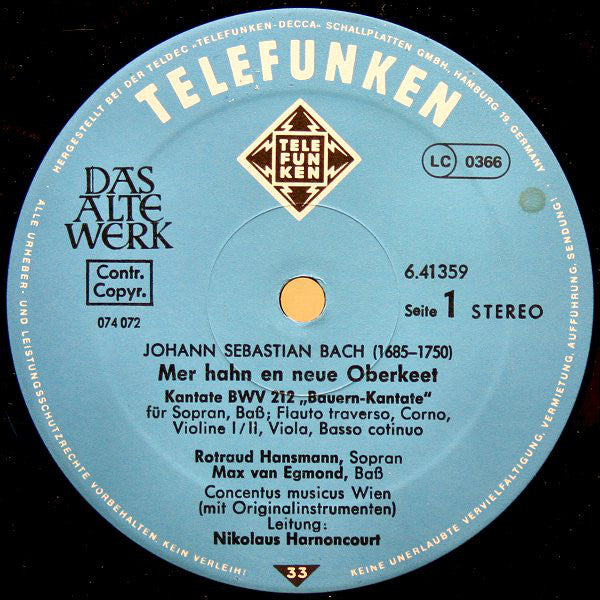 HERGESTELLT BEI DER TELDEC »TELEFUNKEN-DECCA« SCHALLPLATTEN GMBH., HAMBURG 19, GERMANY ·
TELEFUNKEN
TELE
FUN
KEN
LC 0366
DAS
ALTE
WERK
Contr.
Copyr.
074 072
6.41359
Seite 1 STEREO
JOHANN SEBASTIAN BACH (1685–1750)
Mer hahn en neue Oberkeet
Kantate BWV 212 „Bauern-Kantate“
für Sopran, Baß; Flauto traverso, Corno,
Violine I/II, Viola, Basso cotinuo
Rotraud Hansmann, Sopran
Max van Egmond, Baß
Concentus musicus Wien
(mit Originalinstrumenten)
Leitung:
Nikolaus Harnoncourt
33
ALLE URHEBER- UND LEISTUNGSSCHUTZRECHTE VORBEHALTEN. KEIN VERLEIH!
KEINE UNERLAUBTE VERVIELFÄLTIGUNG, VERMIETUNG, AUFFÜHRUNG, SENDUNG!